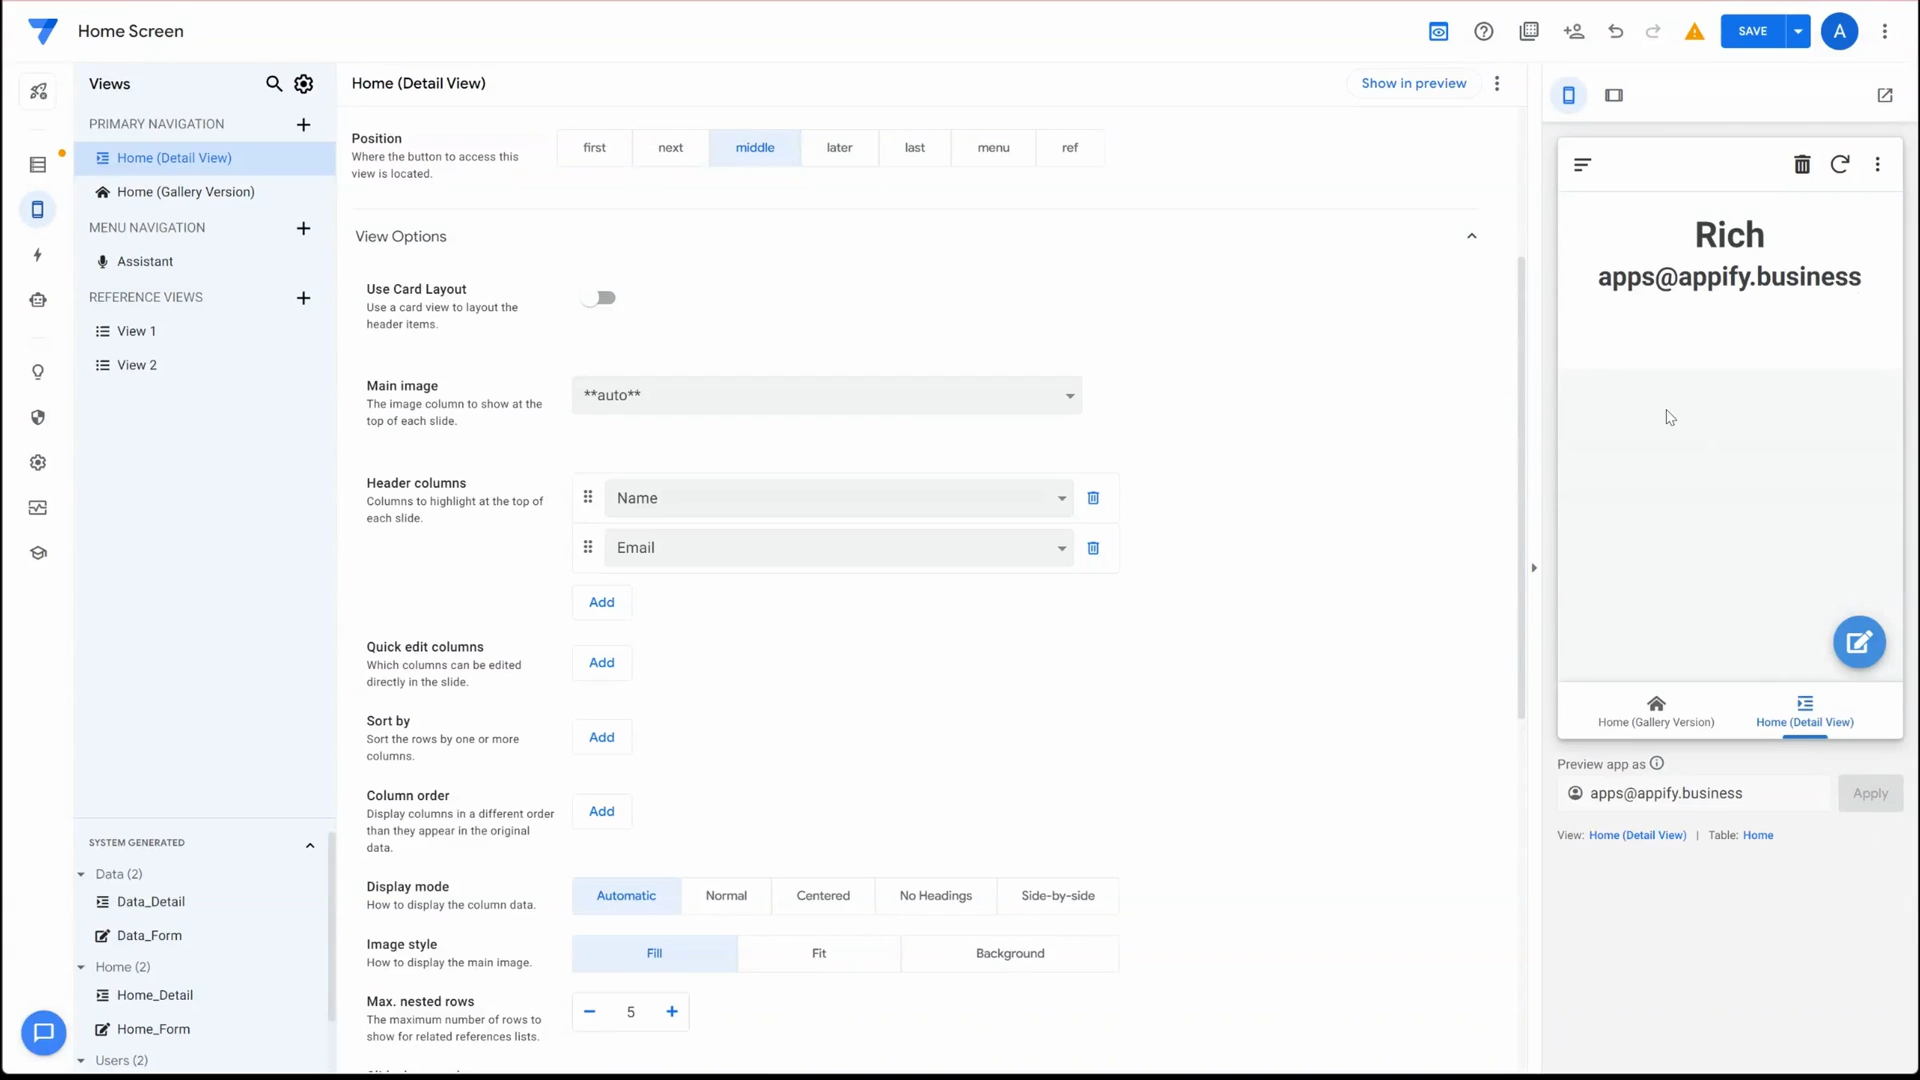 Home Screen
SAVE
A
Views
PRIMARY NAVIGATION
Home (Detail View)
Home (Gallery Version)
MENU NAVIGATION
Assistant
REFERENCE VIEWS
View 1
View 2
SYSTEM GENERATED
Data (2)
Data_Detail
Data_Form
Home (2)
Home_Detail
Home_Form
Users (2)
Home (Detail View)
Show in preview
Position
Where the button to access this
view is located.
first next middle later last menu ref
View Options
Use Card Layout
Use a card view to layout the
header items.
Main image
The image column to show at the
top of each slide.
**auto**
Header columns
Columns to highlight at the top of
each slide.
Name
Email
Add
Quick edit columns
Which columns can be edited
directly in the slide.
Add
Sort by
Sort the rows by one or more
columns.
Add
Column order
Display columns in a different order
than they appear in the original
data.
Add
Display mode
How to display the column data.
Automatic Normal Centered No Headings Side-by-side
Image style
How to display the main image.
Fill Fit Background
Max. nested rows
The maximum number of rows to
show for related references lists.
5
Rich
apps@appify.business
Home (Gallery Version)
Home (Detail View)
Preview app as
apps@appify.business
Apply
View: Home (Detail View) | Table: Home